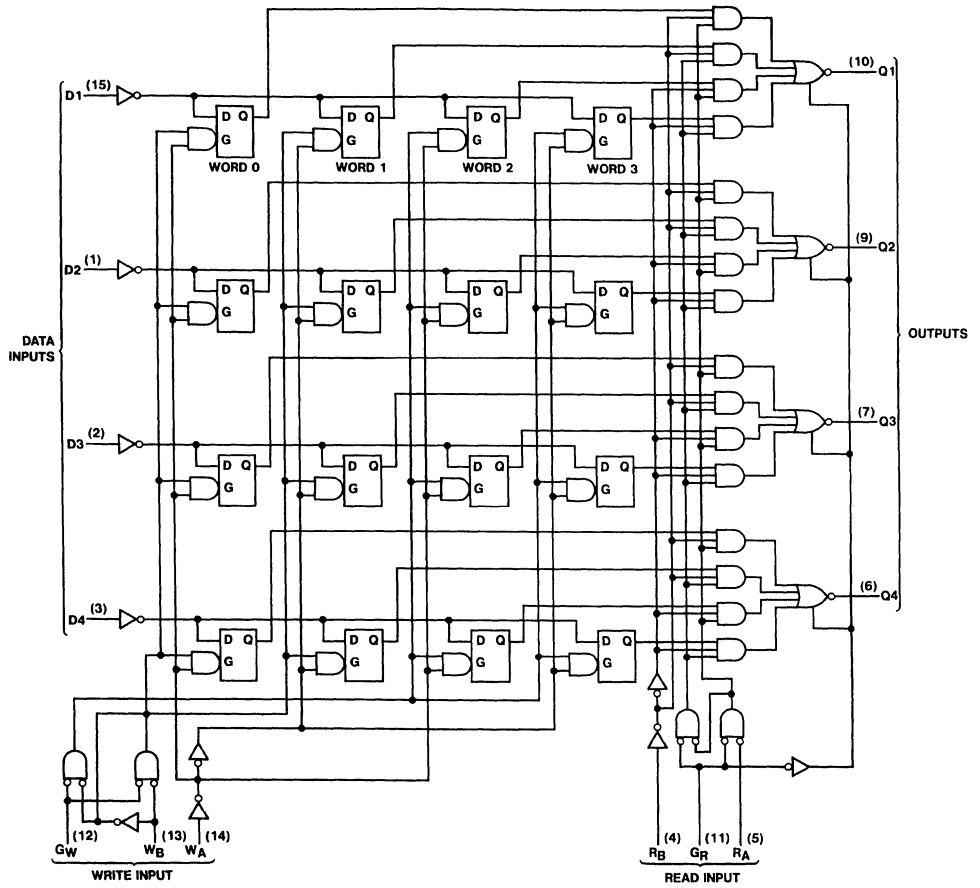 (10) Q1
D1 (15)
D Q D Q D Q D Q
G G G G
WORD 0 WORD 1 WORD 2 WORD 3
(9) Q2
D2 (1)
D Q D Q D Q D Q
G G G G
DATA
INPUTS
OUTPUTS
(7) Q3
D3 (2)
D Q D Q D Q D Q
G G G G
(6) Q4
D4 (3)
D Q D Q D Q D Q
G G G G
(12) (13) (14) (4) (11) (5)
GW WB WA RB GR RA
WRITE INPUT READ INPUT